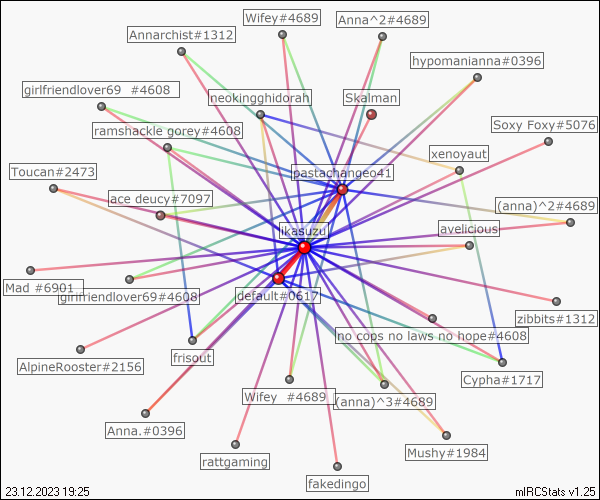 Wifey#4689
Anna^2#4689
Annarchist#1312
hypomanianna#0396
girlfriendlover69 #4608
neokingghidorah
Skalman
ramshackle gorey#4608
Soxy Foxy#5076
xenoyaut
Toucan#2473
pastachangeo41
ace deucy#7097
(anna)^2#4689
ikasuzu
avelicious
Mad #6901
girlfriendlover69#4608
default#0617
zibbits#1312
no cops no laws no hope#4608
frisout
AlpineRooster#2156
Cypha#1717
Wifey #4689
(anna)^3#4689
Anna.#0396
Mushy#1984
rattgaming
fakedingo
23.12.2023 19:25
mIRCStats v1.25